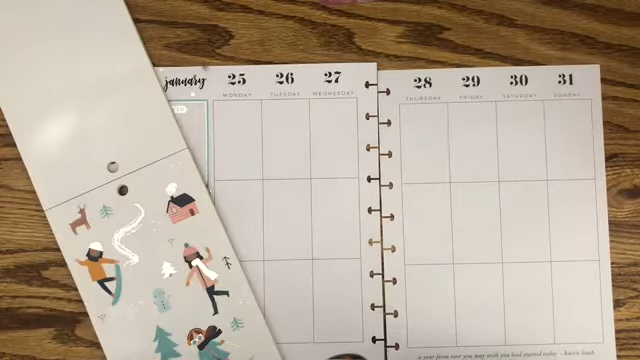 january
25 26 27
MONDAY TUESDAY WEDNESDAY
28 29 30 31
THURSDAY FRIDAY SATURDAY SUNDAY
a year from now you may wish you had started today - karen lamb